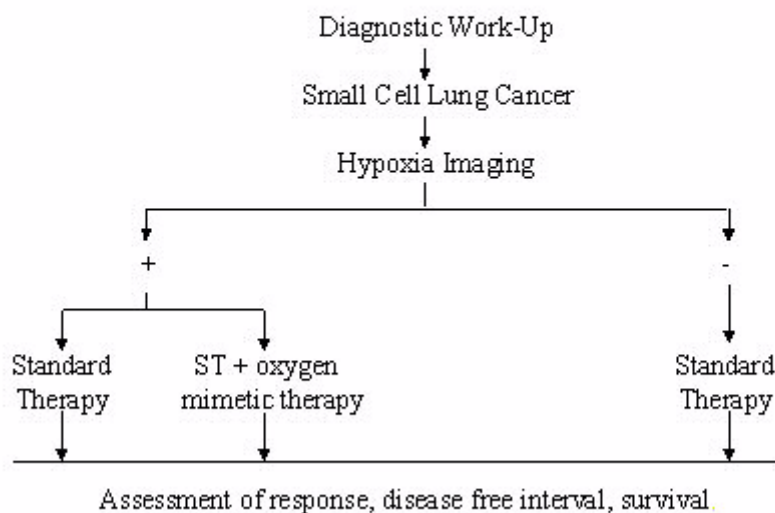 Diagnostic Work-Up
Small Cell Lung Cancer
Hypoxia Imaging
+
-
Standard
Therapy
ST + oxygen
mimetic therapy
Standard
Therapy
Assessment of response, disease free interval, survival.